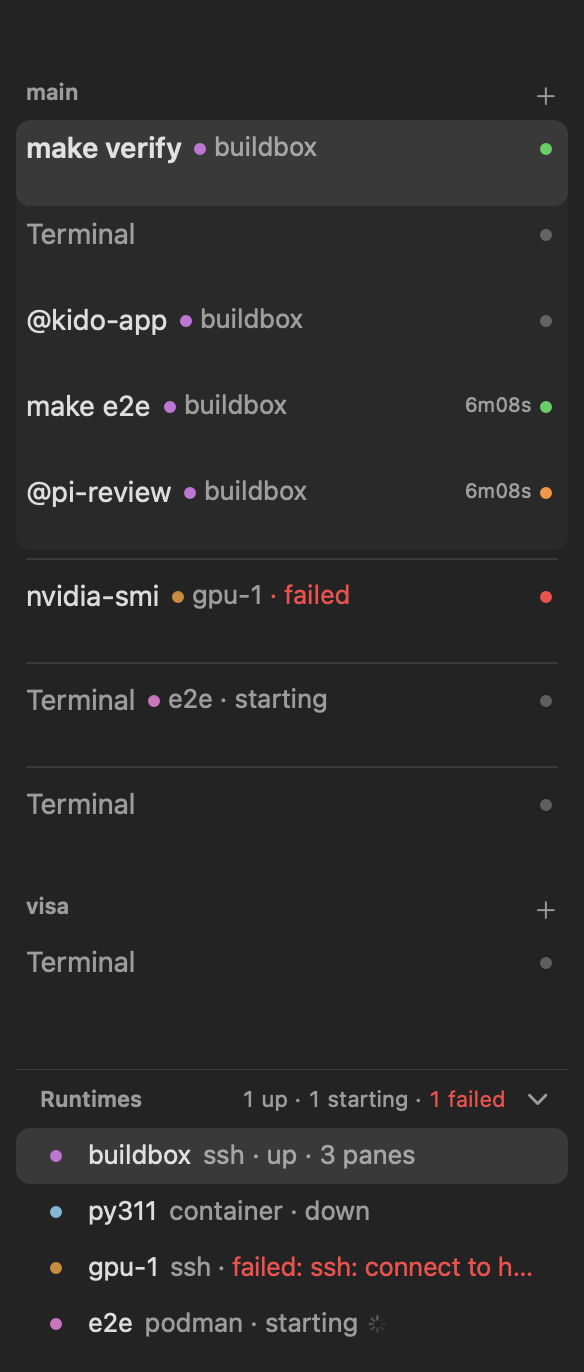 main +
make verify buildbox
Terminal
@kido-app buildbox
make e2e buildbox 6m08s
@pi-review buildbox 6m08s
nvidia-smi gpu-1 · failed
Terminal e2e · starting
Terminal
visa +
Terminal
Runtimes 1 up · 1 starting · 1 failed
buildbox ssh · up · 3 panes
py311 container · down
gpu-1 ssh · failed: ssh: connect to h...
e2e podman · starting